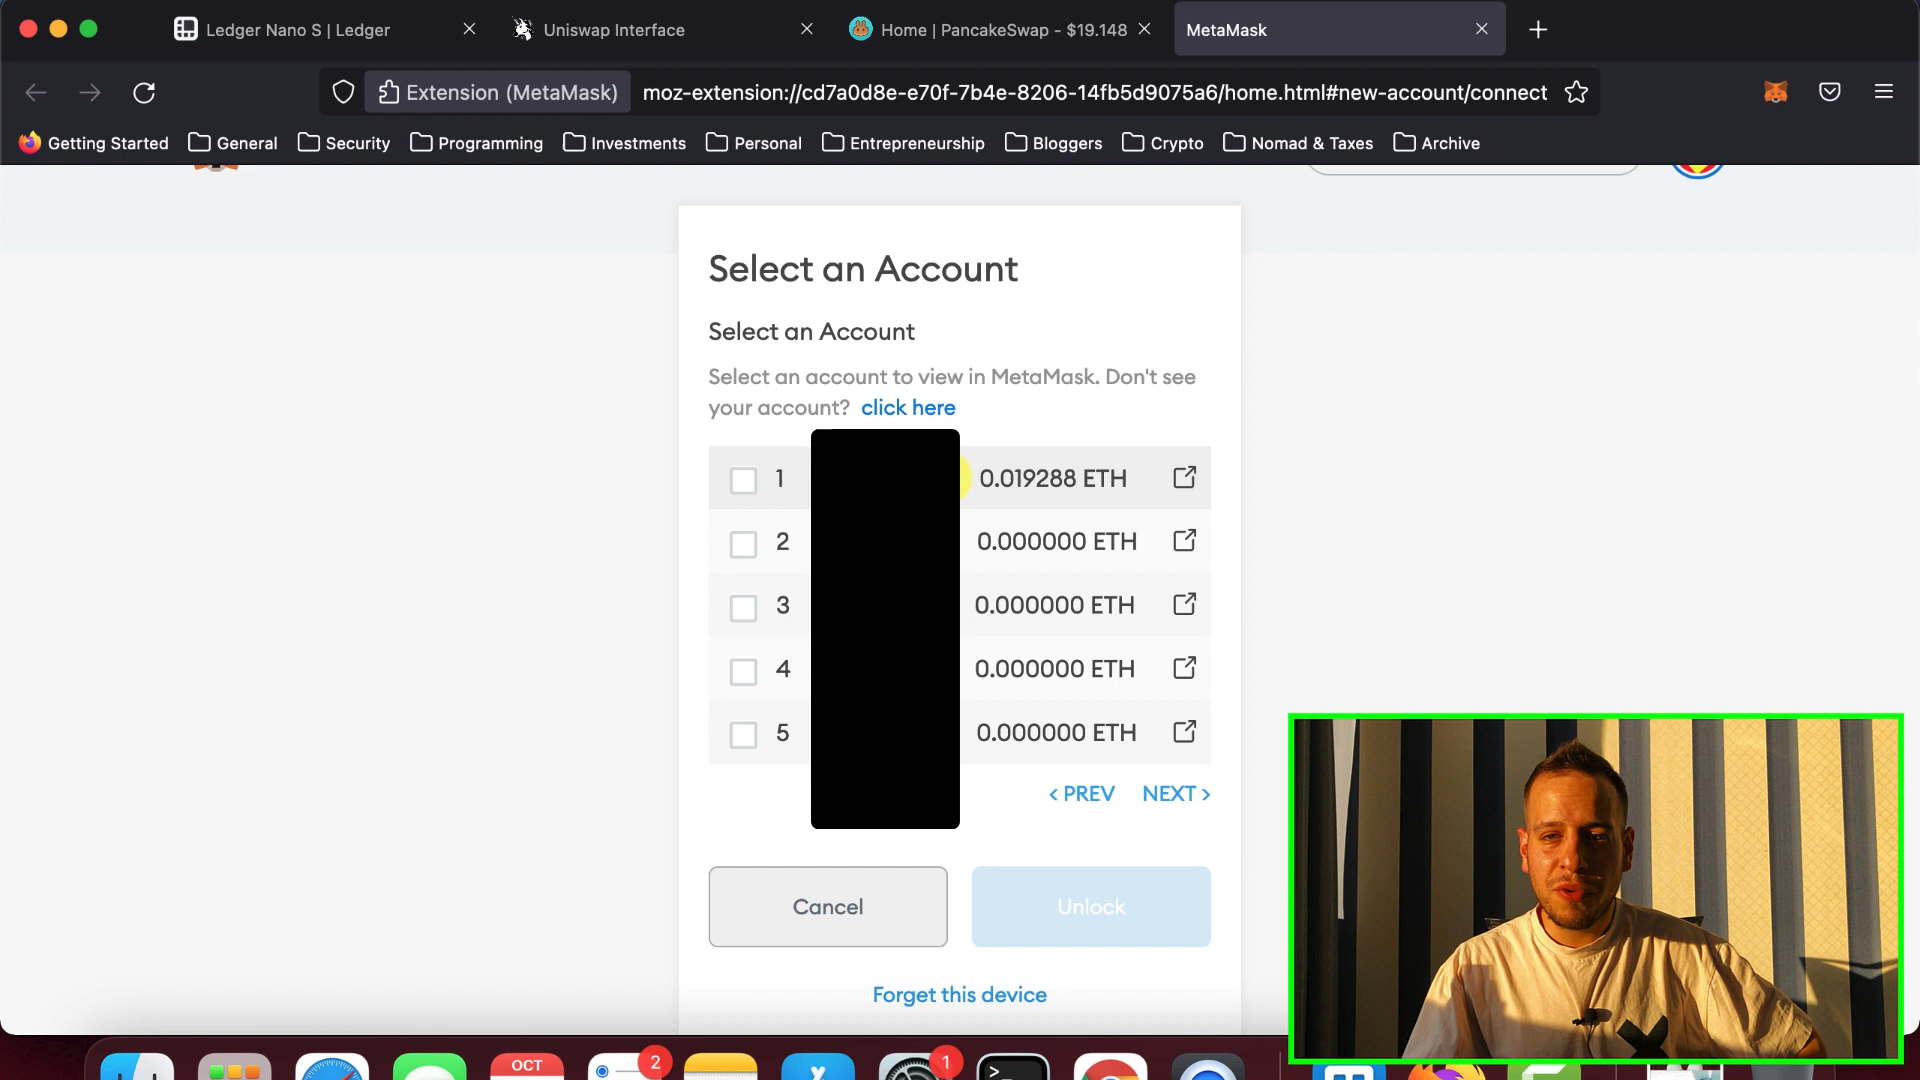 Ledger Nano S | Ledger
Uniswap Interface
Home | PancakeSwap - $19.148
MetaMask
Extension (MetaMask)
moz-extension://cd7a0d8e-e70f-7b4e-8206-14fb5d9075a6/home.html#new-account/connect
Getting Started
General
Security
Programming
Investments
Personal
Entrepreneurship
Bloggers
Crypto
Nomad & Taxes
Archive
Select an Account
Select an Account
Select an account to view in MetaMask. Don't see
your account? click here
1 0.019288 ETH
2 0.000000 ETH
3 0.000000 ETH
4 0.000000 ETH
5 0.000000 ETH
< PREV NEXT >
Cancel
Unlock
Forget this device
OCT
2
1